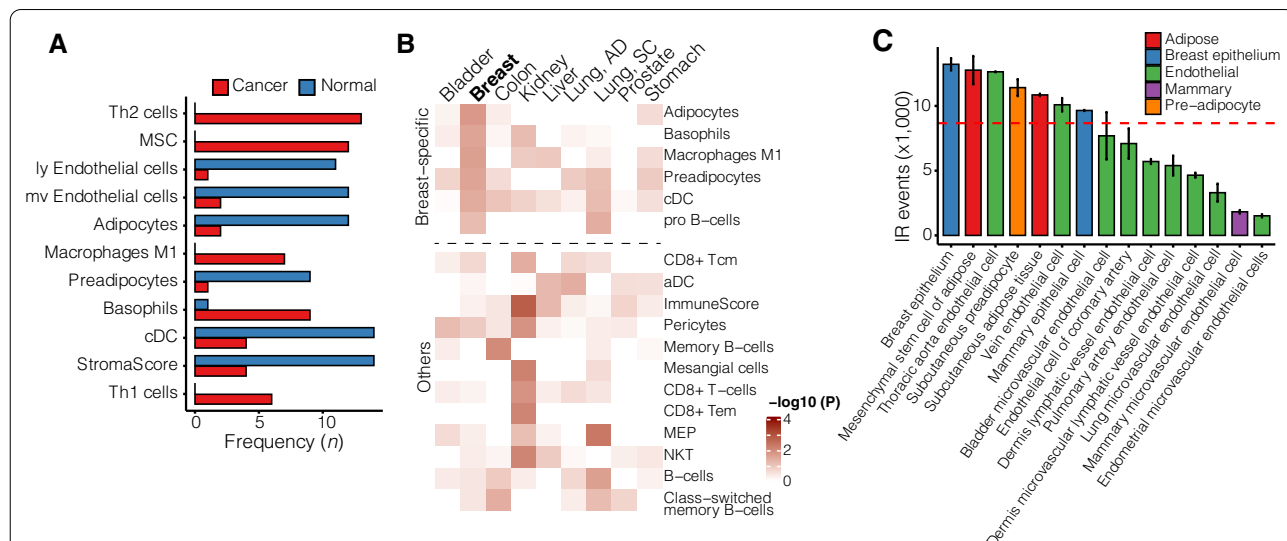 A
Cancer
Normal
Th2 cells
MSC
ly Endothelial cells
mv Endothelial cells
Adipocytes
Macrophages M1
Preadipocytes
Basophils
cDC
StromaScore
Th1 cells
0 5 10
Frequency (n)
B
Bladder
Breast
Colon
Kidney
Liver
Lung, AD
Lung, SC
Prostate
Stomach
Breast−specific
Others
Adipocytes
Basophils
Macrophages M1
Preadipocytes
cDC
pro B−cells
CD8+ Tcm
aDC
ImmuneScore
Pericytes
Memory B−cells
Mesangial cells
CD8+ T−cells
CD8+ Tem
MEP
NKT
B−cells
Class−switched
memory B−cells
−log10 (P)
4
2
0
C
Adipose
Breast epithelium
Endothelial
Mammary
Pre−adipocyte
IR events (x1,000)
10
5
0
Breast epithelium
Mesenchymal stem cell of adipose
Thoracic aorta endothelial cell
Subcutaneous preadipocyte
Subcutaneous adipose tissue
Vein endothelial cell
Mammary epithelial cell
Bladder microvascular endothelial cell
Endothelial cell of coronary artery
Dermis lymphatic vessel endothelial cell
Pulmonary artery endothelial cell
Dermis microvascular lymphatic vessel endothelial cell
Lung microvascular endothelial cell
Mammary microvascular endothelial cell
Endometrial microvascular endothelial cells